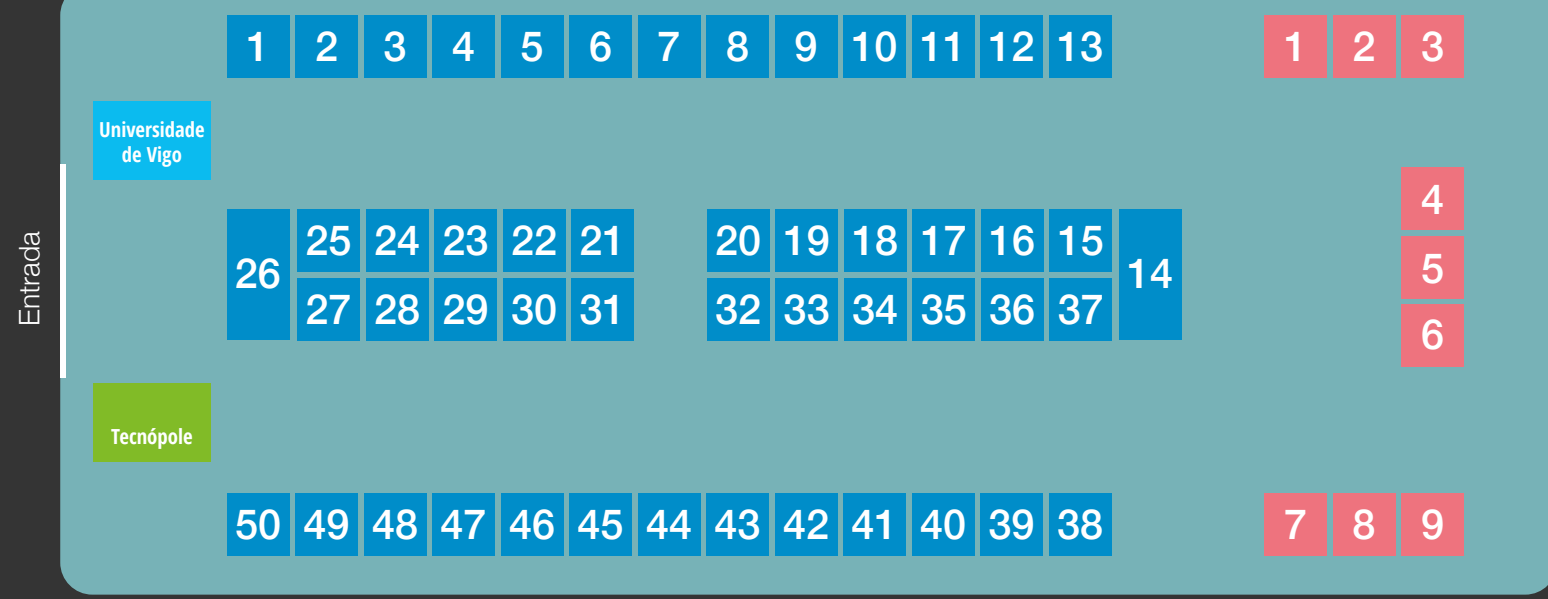 1 2 3 4 5 6 7 8 9 10 11 12 13 1 2 3
Universidade
de Vigo
4
Entrada
26 25 24 23 22 21 20 19 18 17 16 15 14
5
27 28 29 30 31 32 33 34 35 36 37
6
Tecnópole
50 49 48 47 46 45 44 43 42 41 40 39 38 7 8 9